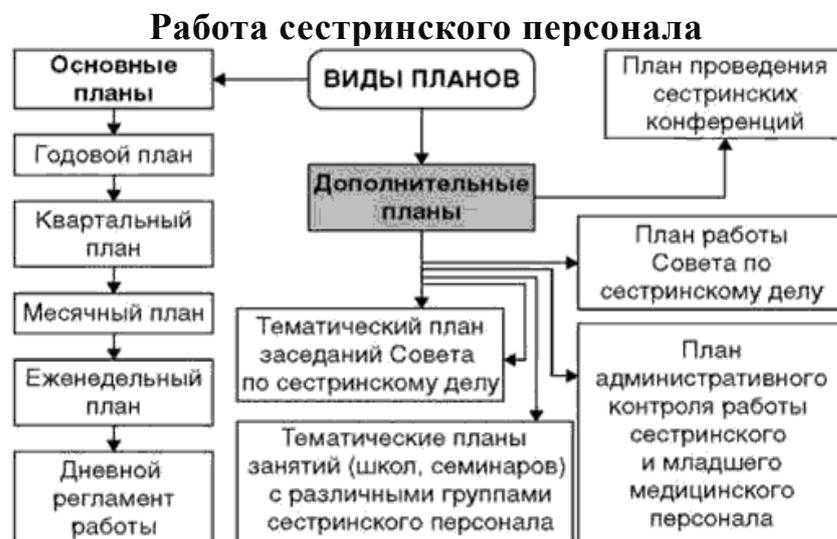 Работа сестринского персонала
Основные
планы
ВИДЫ ПЛАНОВ
План проведения
сестринских
конференций
Годовой план
Дополнительные
планы
Квартальный
план
План работы
Совета по
сестринскому делу
Месячный план
Тематический план
заседаний Совета
по сестринскому делу
Еженедельный
план
План
административного
контроля работы
сестринского
и младшего
медицинского
персонала
Дневной
регламент
работы
Тематические планы
занятий (школ, семинаров)
с различными группами
сестринского персонала